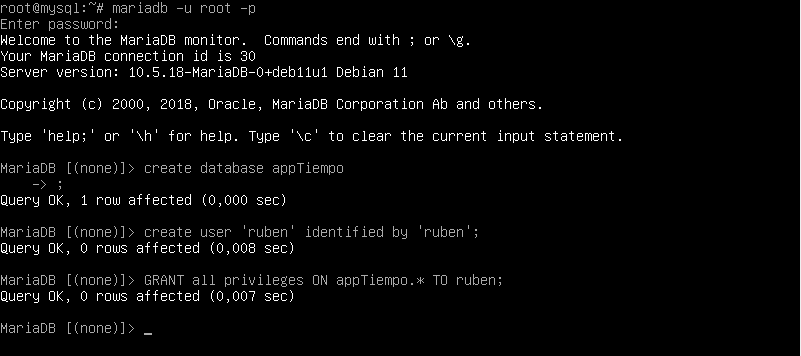 root@mysql:~# mariadb -u root -p
Enter password:
Welcome to the MariaDB monitor.  Commands end with ; or \g.
Your MariaDB connection id is 30
Server version: 10.5.18-MariaDB-0+deb11u1 Debian 11
Copyright (c) 2000, 2018, Oracle, MariaDB Corporation Ab and others.
Type 'help;' or '\h' for help. Type '\c' to clear the current input statement.
MariaDB [(none)]> create database appTiempo
    -> ;
Query OK, 1 row affected (0,000 sec)
MariaDB [(none)]> create user 'ruben' identified by 'ruben';
Query OK, 0 rows affected (0,008 sec)
MariaDB [(none)]> GRANT all privileges ON appTiempo.* TO ruben;
Query OK, 0 rows affected (0,007 sec)
MariaDB [(none)]> _